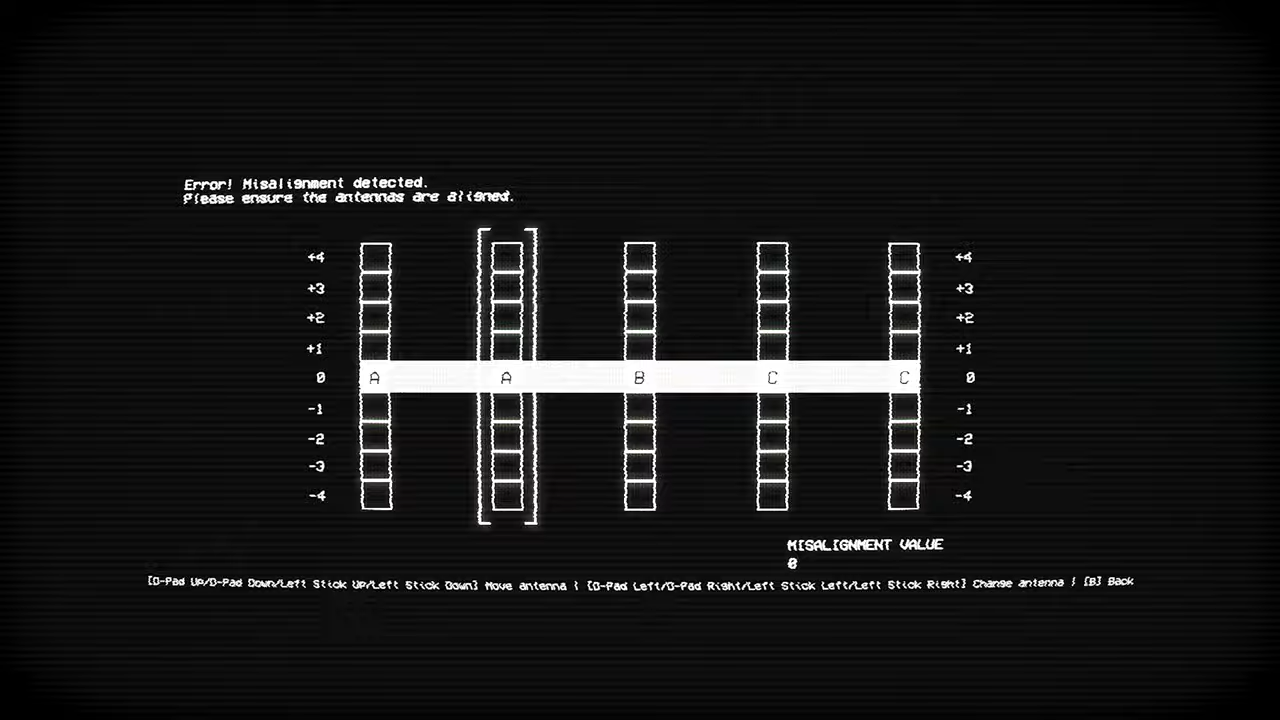 Error! Misalignment detected.
Please ensure the antennas are aligned.
+4 +4
+3 +3
+2 +2
+1 +1
0 A A B C C 0
-1 -1
-2 -2
-3 -3
-4 -4
MISALIGNMENT VALUE
0
[D-Pad Up/D-Pad Down/Left Stick Up/Left Stick Down] Move antenna | [D-Pad Left/D-Pad Right/Left Stick Left/Left Stick Right] Change antenna | [B] Back